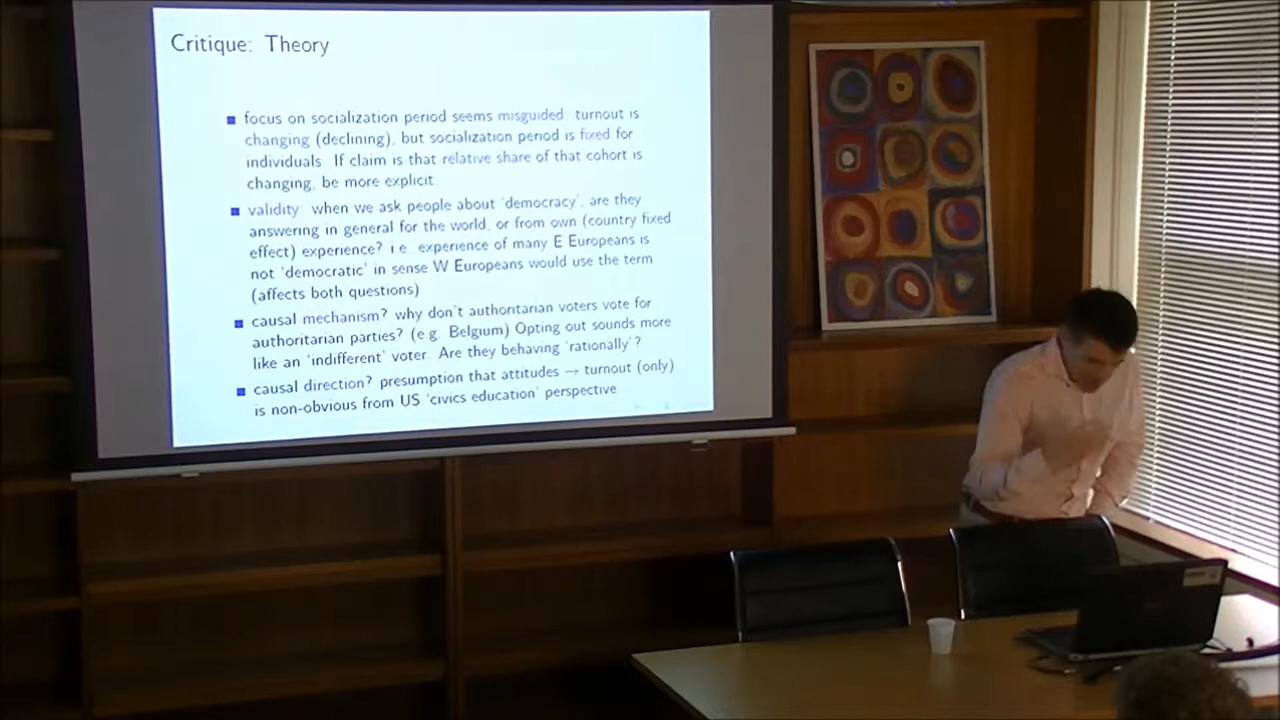 Critique: Theory
focus on socialization period seems misguided: turnout is
changing (declining), but socialization period is fixed for
individuals. If claim is that relative share of that cohort is
changing, be more explicit.
validity: when we ask people about 'democracy', are they
answering in general for the world, or from own (country fixed
effect) experience? i.e. experience of many E Europeans is
not 'democratic' in sense W Europeans would use the term
(affects both questions)
causal mechanism? why don't authoritarian voters vote for
authoritarian parties? (e.g. Belgium) Opting out sounds more
like an 'indifferent' voter. Are they behaving 'rationally'?
causal direction? presumption that attitudes → turnout (only)
is non-obvious from US 'civics education' perspective.